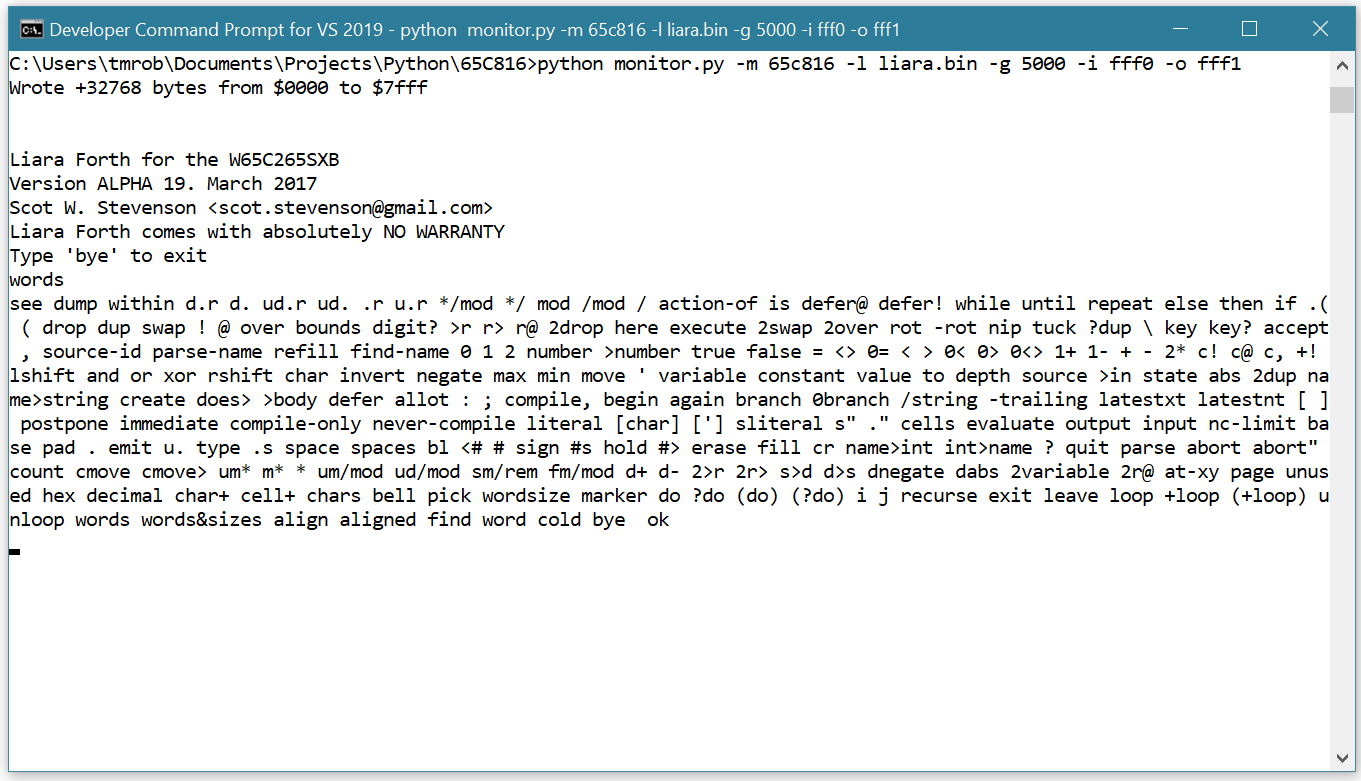 Developer Command Prompt for VS 2019 - python  monitor.py -m 65c816 -l liara.bin -g 5000 -i fff0 -o fff1
C:\Users\tmrob\Documents\Projects\Python\65C816>python monitor.py -m 65c816 -l liara.bin -g 5000 -i fff0 -o fff1
Wrote +32768 bytes from $0000 to $7fff
Liara Forth for the W65C265SXB
Version ALPHA 19. March 2017
Scot W. Stevenson <scot.stevenson@gmail.com>
Liara Forth comes with absolutely NO WARRANTY
Type 'bye' to exit
words
see dump within d.r d. ud.r ud. .r u.r */mod */ mod /mod / action-of is defer@ defer! while until repeat else then if .(
 ( drop dup swap ! @ over bounds digit? >r r> r@ 2drop here execute 2swap 2over rot -rot nip tuck ?dup \ key key? accept
 , source-id parse-name refill find-name 0 1 2 number >number true false = <> 0= < > 0< 0> 0<> 1+ 1- + - 2* c! c@ c, +!
lshift and or xor rshift char invert negate max min move ' variable constant value to depth source >in state abs 2dup na
me>string create does> >body defer allot : ; compile, begin again branch 0branch /string -trailing latestxt latestnt [ ]
 postpone immediate compile-only never-compile literal [char] ['] sliteral s" ." cells evaluate output input nc-limit ba
se pad . emit u. type .s space spaces bl <# # sign #s hold #> erase fill cr name>int int>name ? quit parse abort abort"
count cmove cmove> um* m* * um/mod ud/mod sm/rem fm/mod d+ d- 2>r 2r> s>d d>s dnegate dabs 2variable 2r@ at-xy page unus
ed hex decimal char+ cell+ chars bell pick wordsize marker do ?do (do) (?do) i j recurse exit leave loop +loop (+loop) u
nloop words words&sizes align aligned find word cold bye  ok